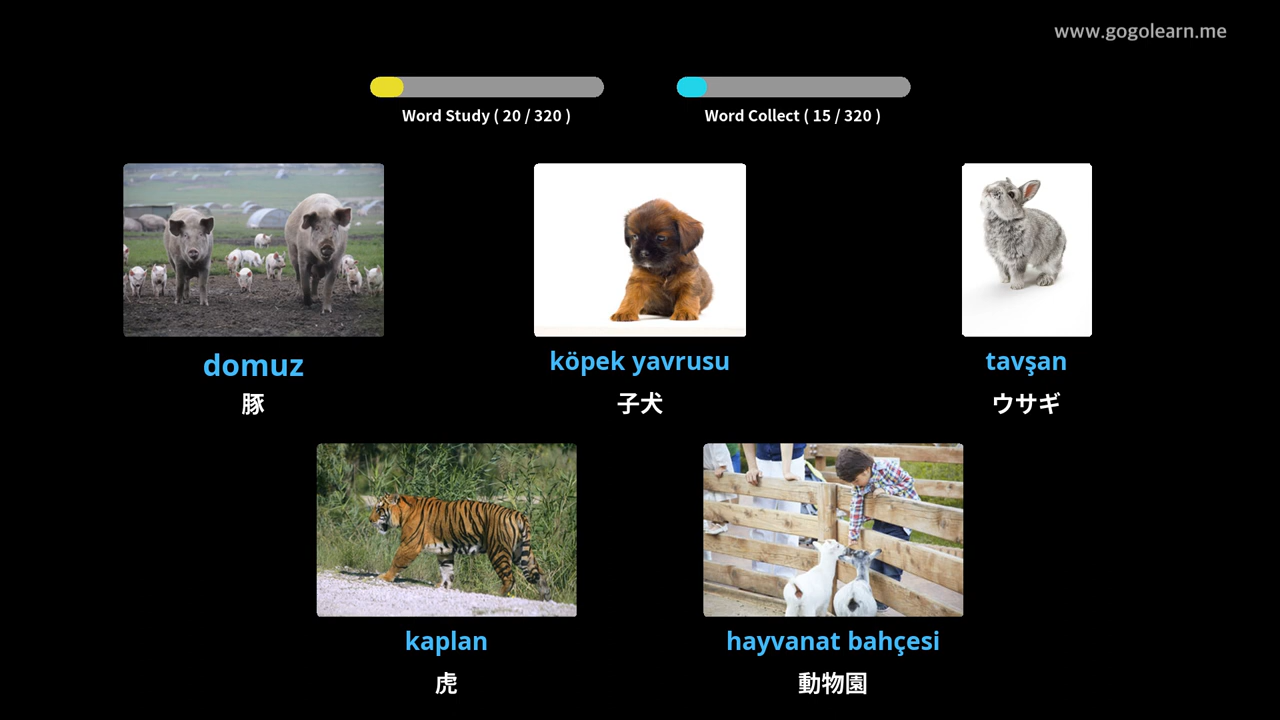 www.gogolearn.me
Word Study ( 20 / 320 )
Word Collect ( 15 / 320 )
domuz
豚
köpek yavrusu
子犬
tavşan
ウサギ
kaplan
虎
hayvanat bahçesi
動物園